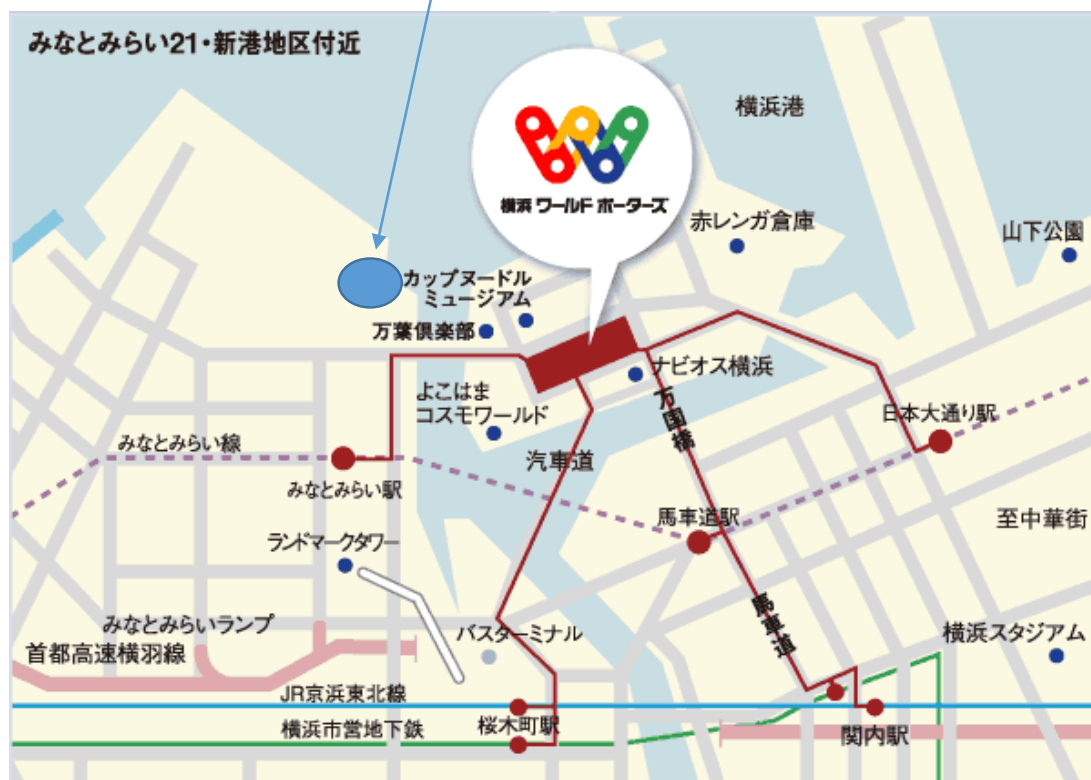 みなとみらい21・新港地区付近
横浜港
横浜 ワールド ポーターズ
赤レンガ倉庫
山下公園
カップヌードル
ミュージアム
万葉倶楽部
ナビオス横浜
よこはま
コスモワールド
万国橋
日本大通り駅
みなとみらい線
汽車道
みなとみらい駅
馬車道駅
至中華街
ランドマークタワー
馬車道
みなとみらいランプ
バスターミナル
横浜スタジアム
首都高速横羽線
JR京浜東北線
横浜市営地下鉄
桜木町駅
関内駅